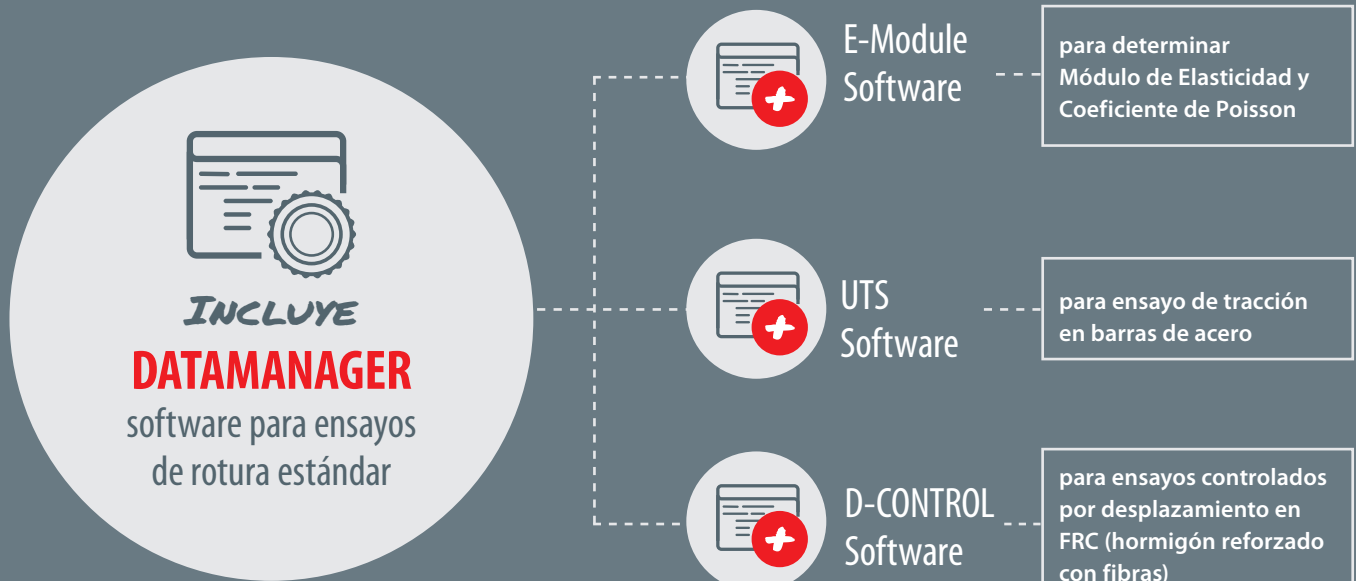 INCLUYE
DATAMANAGER
software para ensayos
de rotura estándar
E-Module
Software
para determinar
Módulo de Elasticidad y
Coeficiente de Poisson
UTS
Software
para ensayo de tracción
en barras de acero
D-CONTROL
Software
para ensayos controlados
por desplazamiento en
FRC (hormigón reforzado
con fibras)